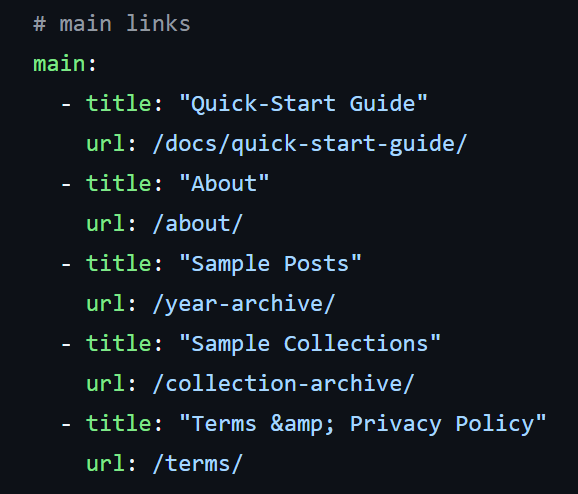 # main links
main:
  - title: "Quick-Start Guide"
    url: /docs/quick-start-guide/
  - title: "About"
    url: /about/
  - title: "Sample Posts"
    url: /year-archive/
  - title: "Sample Collections"
    url: /collection-archive/
  - title: "Terms &amp; Privacy Policy"
    url: /terms/